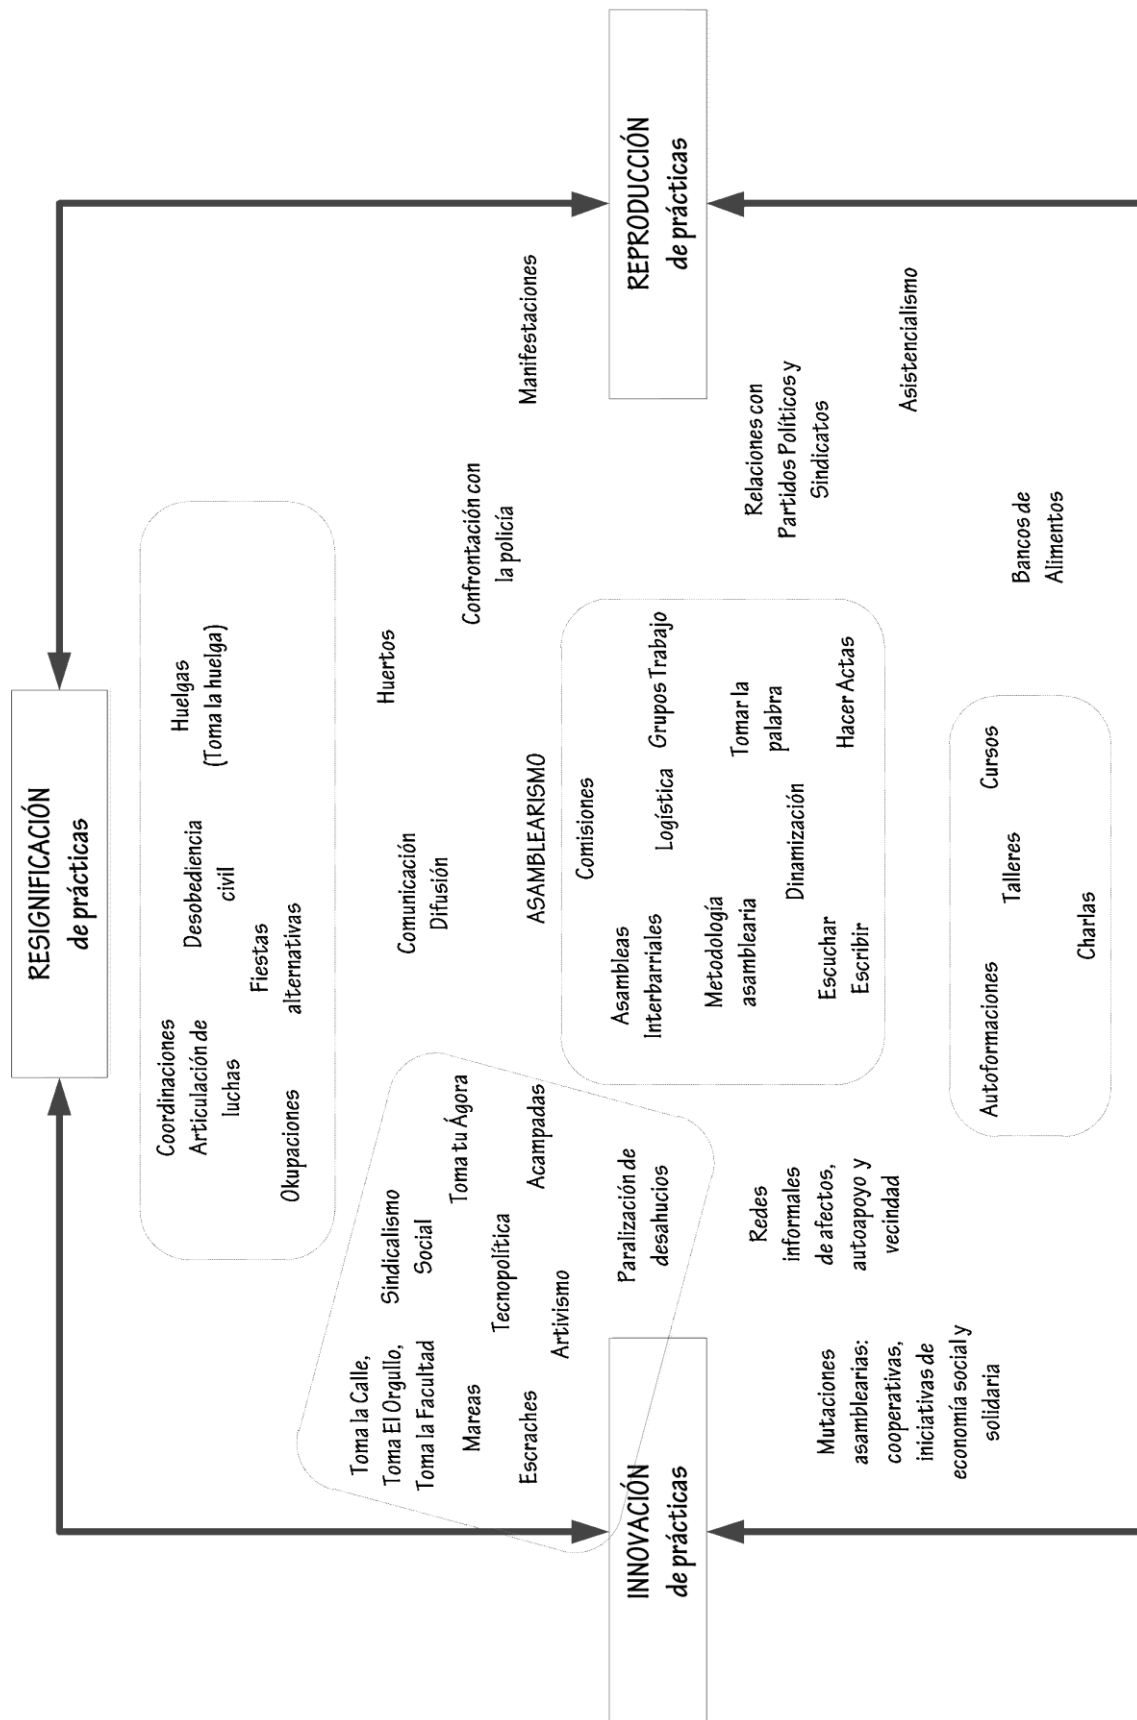 RESIGNIFICACIÓN
de prácticas
Coordinaciones
Articulación de
luchas
Okupaciones
Fiestas
alternativas
Desobediencia
civil
Huelgas
(Toma la huelga)
Toma la Calle,
Toma El Orgullo,
Toma la Facultad
Sindicalismo
Social
Mareas
Toma tu Ágora
Tecnopolítica
Escraches
Acampadas
Artivismo
Paralización de
desahucios
Comunicación
Difusión
Huertos
Confrontación con
la policía
Manifestaciones
INNOVACIÓN
de prácticas
ASAMBLEARISMO
Comisiones
Asambleas
Interbarriales
Logística
Grupos Trabajo
Metodología
asamblearia
Tomar la
palabra
Dinamización
Escuchar
Escribir
Hacer Actas
REPRODUCCIÓN
de prácticas
Redes
informales
de afectos,
autoapoyo y
vecindad
Mutaciones
asamblearias:
cooperativas,
iniciativas de
economía social y
solidaria
Relaciones con
Partidos Políticos y
Sindicatos
Asistencialismo
Autoformaciones
Talleres
Cursos
Charlas
Bancos de
Alimentos